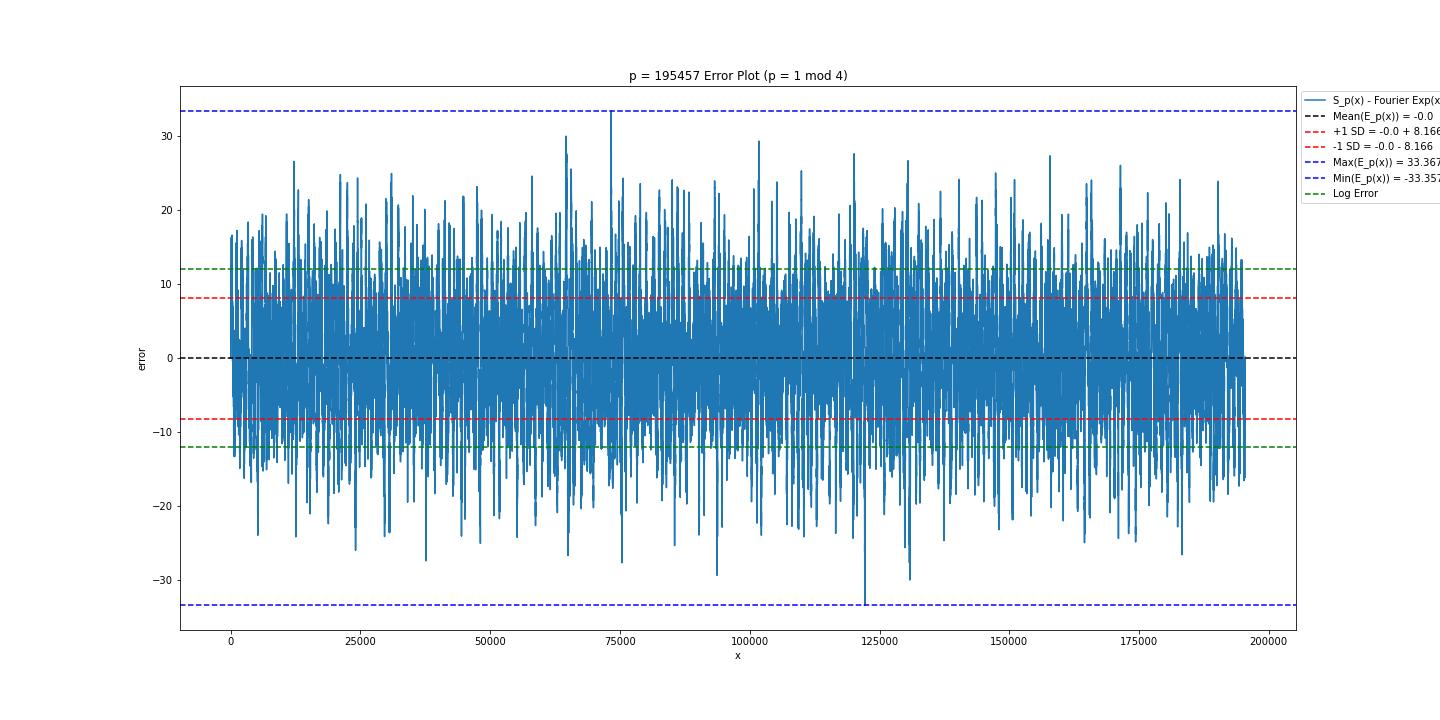 p = 195457 Error Plot (p = 1 mod 4)
S_p(x) - Fourier Exp(x
Mean(E_p(x)) = -0.0
+1 SD = -0.0 + 8.166
-1 SD = -0.0 - 8.166
Max(E_p(x)) = 33.367
Min(E_p(x)) = -33.357
Log Error
error
30
20
10
0
−10
−20
−30
0 25000 50000 75000 100000 125000 150000 175000 200000
x